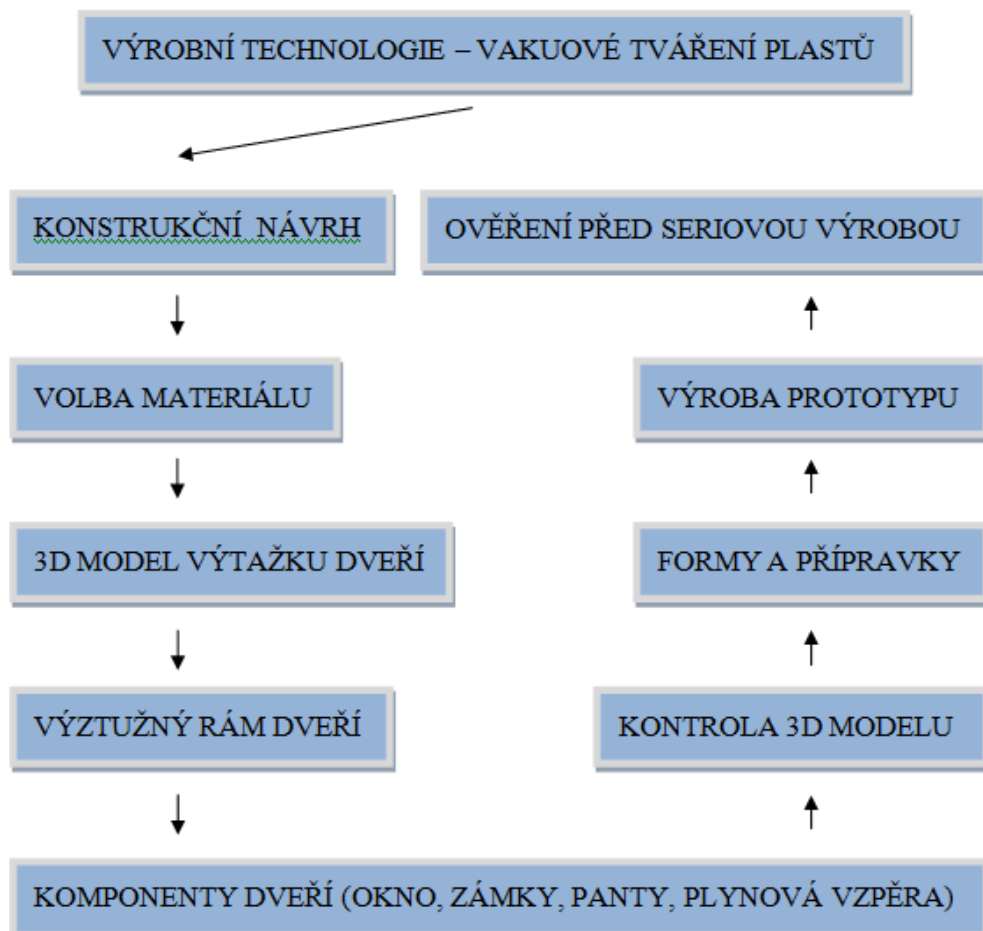 VÝROBNÍ TECHNOLOGIE – VAKUOVÉ TVÁŘENÍ PLASTŮ
KONSTRUKČNÍ NÁVRH
VOLBA MATERIÁLU
3D MODEL VÝTAŽKU DVEŘÍ
VÝZTUŽNÝ RÁM DVEŘÍ
KOMPONENTY DVEŘÍ (OKNO, ZÁMKY, PANTY, PLYNOVÁ VZPĚRA)
KONTROLA 3D MODELU
FORMY A PŘÍPRAVKY
VÝROBA PROTOTYPU
OVĚŘENÍ PŘED SERIOVOU VÝROBOU